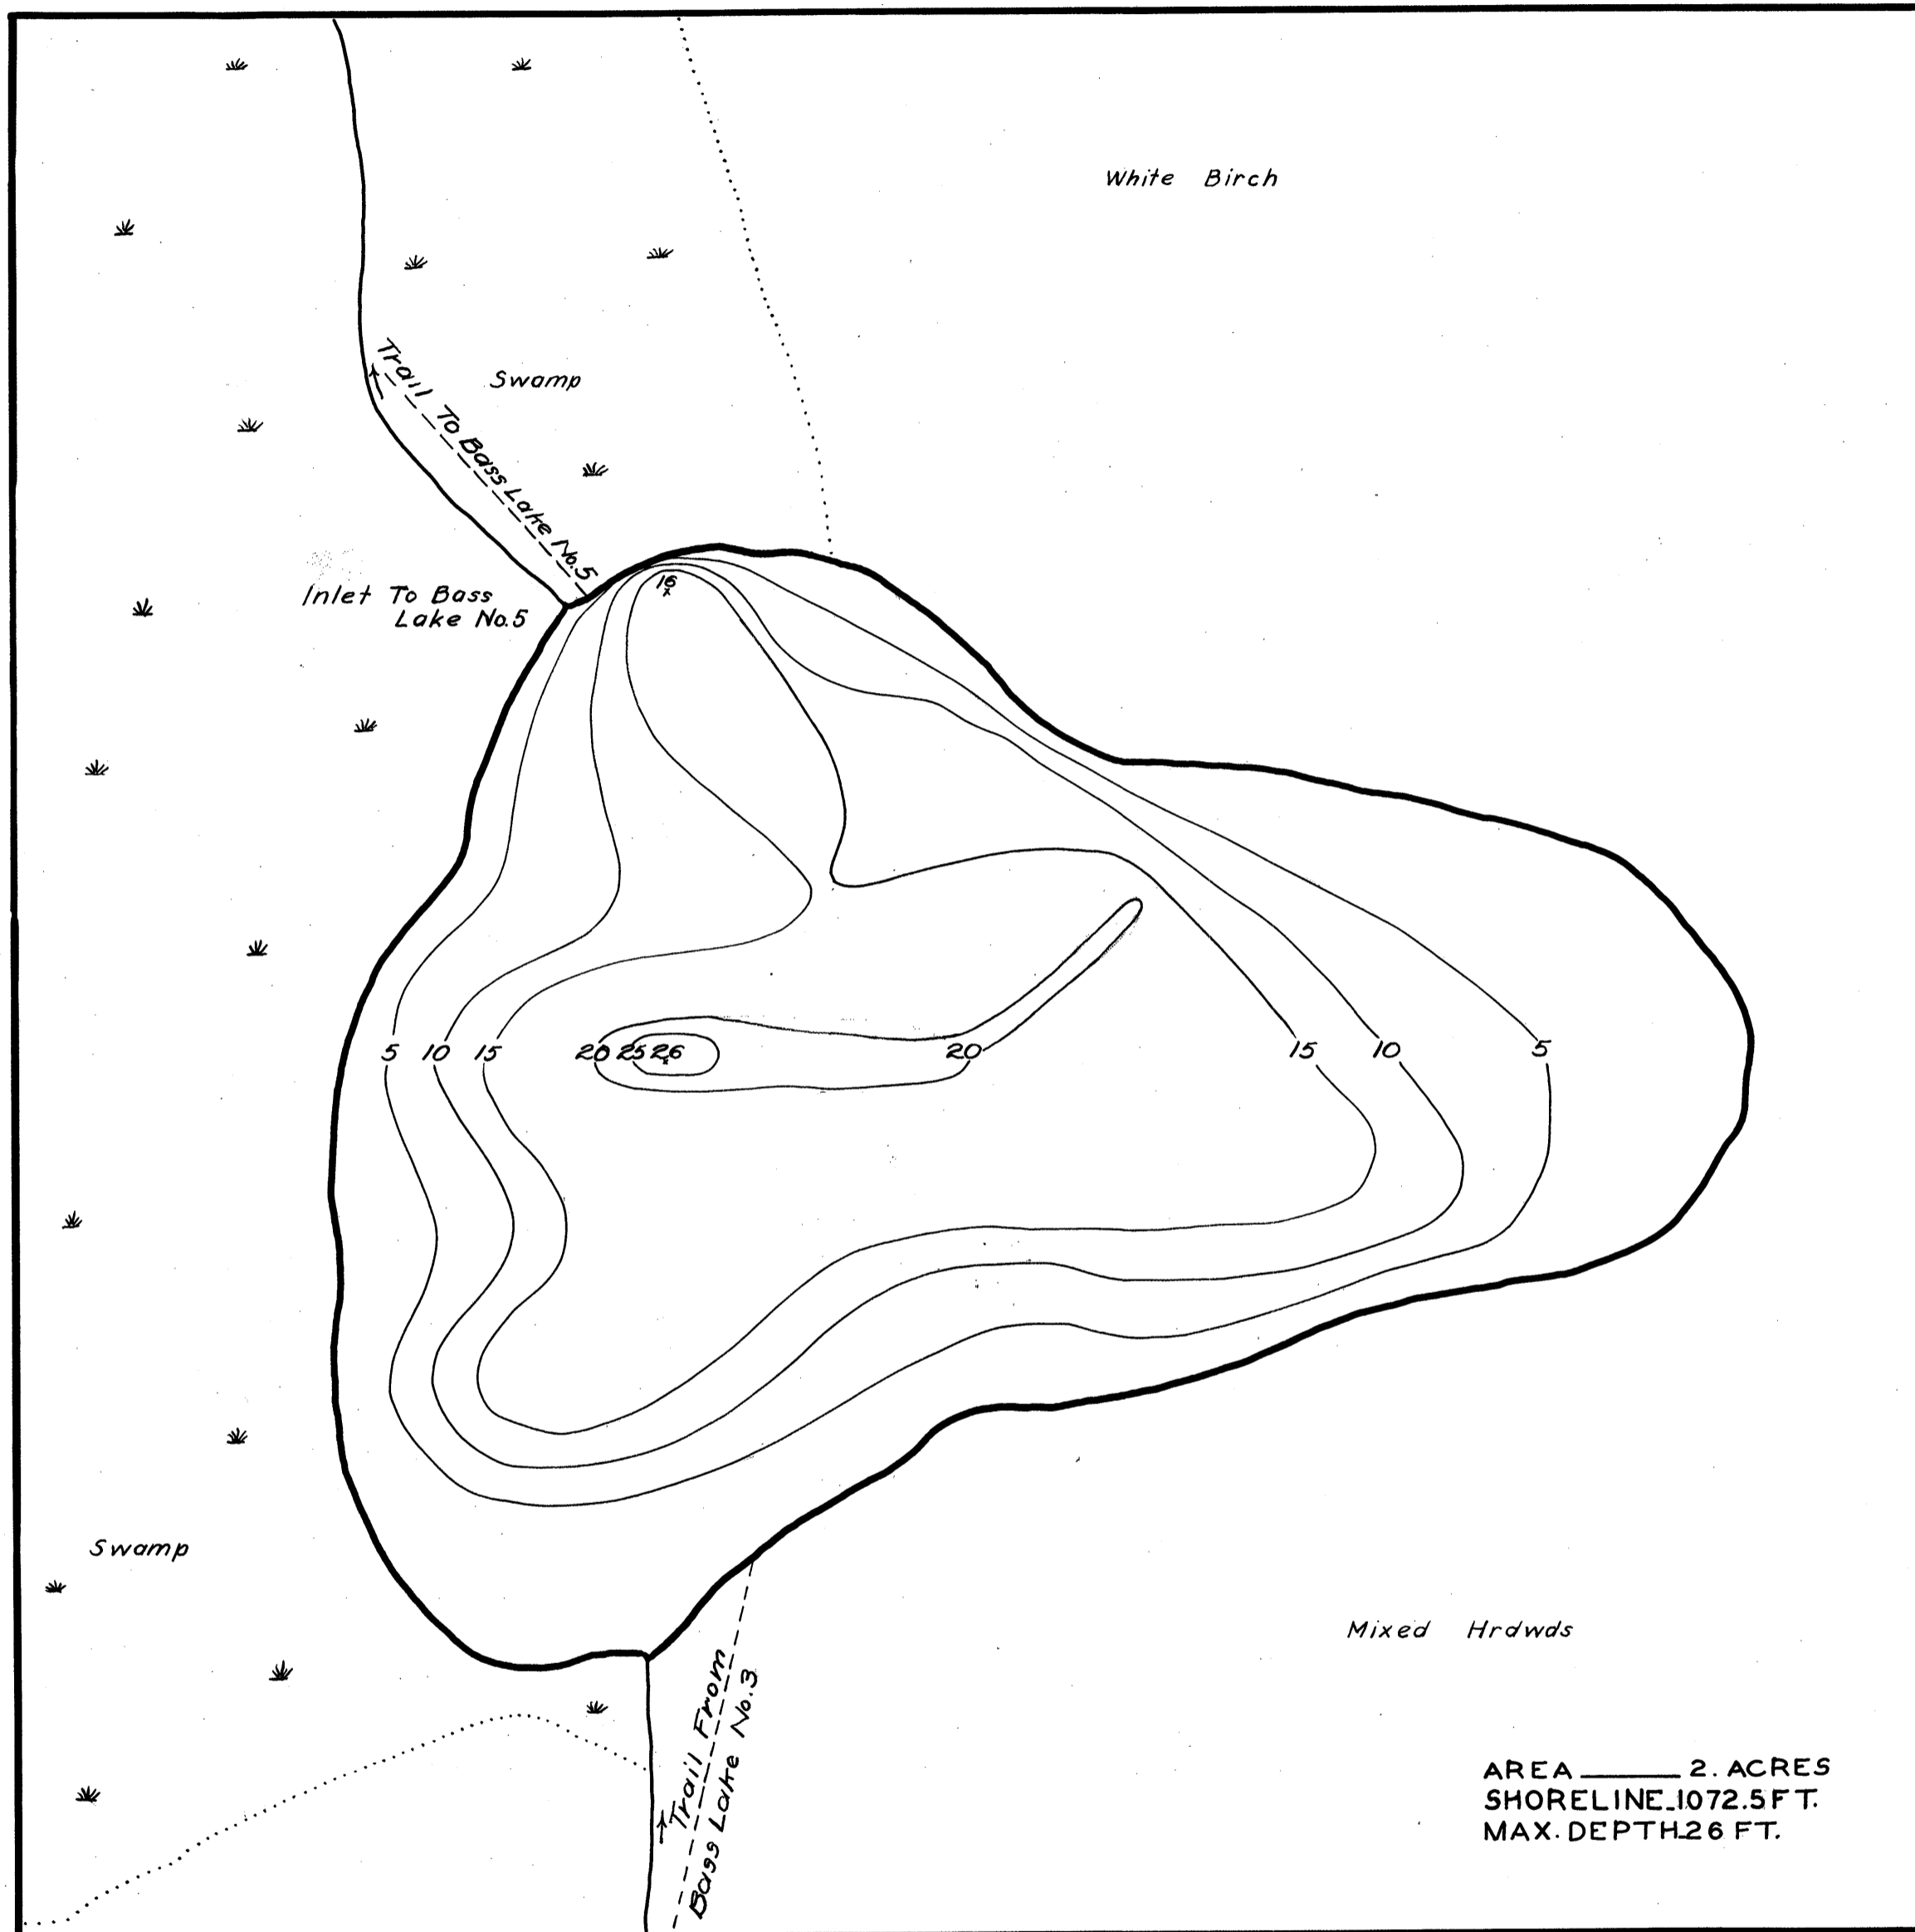 White Birch
Trail To Bass Lake No.5
Swamp
Inlet To Bass
Lake No.5
16
5 10 15 20 25 26 20 15 10 5
Swamp
Mixed Hrdwds
Trail From
Bass Lake No.3
AREA 2. ACRES
SHORELINE 1072.5 FT.
MAX. DEPTH 26 FT.